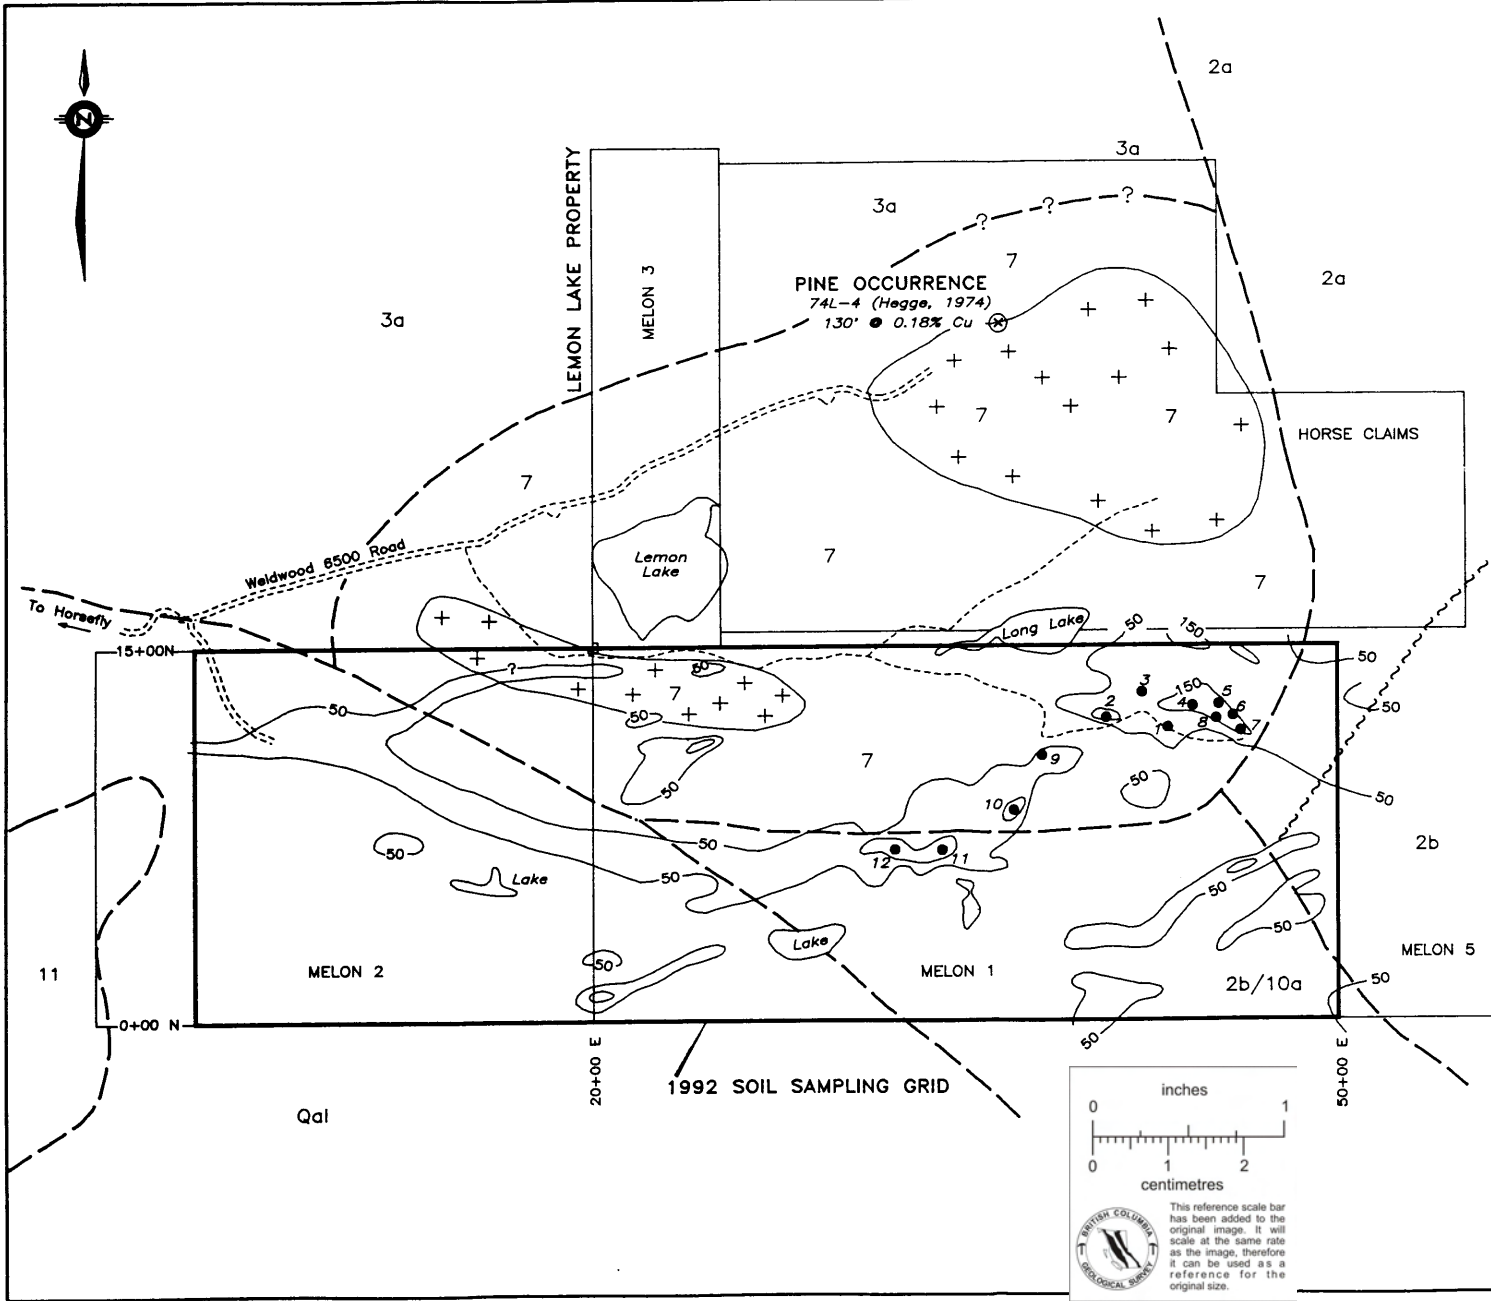 2a
3a
N
3a
LEMON LAKE PROPERTY
MELON 3
? ? ?
7
2a
PINE OCCURRENCE
74L-4 (Hegge, 1974)
130' @ 0.18% Cu
3a
7
7
HORSE CLAIMS
7
Weldwood 6500 Road
Lemon
Lake
7
7
To Horsefly
Long Lake
50
150
15+00N
50
?
50
7
3
150
5
50
50
50
2
4
6
1
8
7
7
9
50
50
50
10
50
50
12
11
2b
50
Lake
50
50
Lake
50
11
MELON 2
50
MELON 1
2b/10a
MELON 5
50
0+00 N
50
20+00 E
50+00 E
1992 SOIL SAMPLING GRID
Qal
inches
0 1
0 1 2
centimetres
BRITISH COLUMBIA
GEOLOGICAL SURVEY
This reference scale bar
has been added to the
original image. It will
scale at the same rate
as the image, therefore
it can be used as a
reference for the
original size.